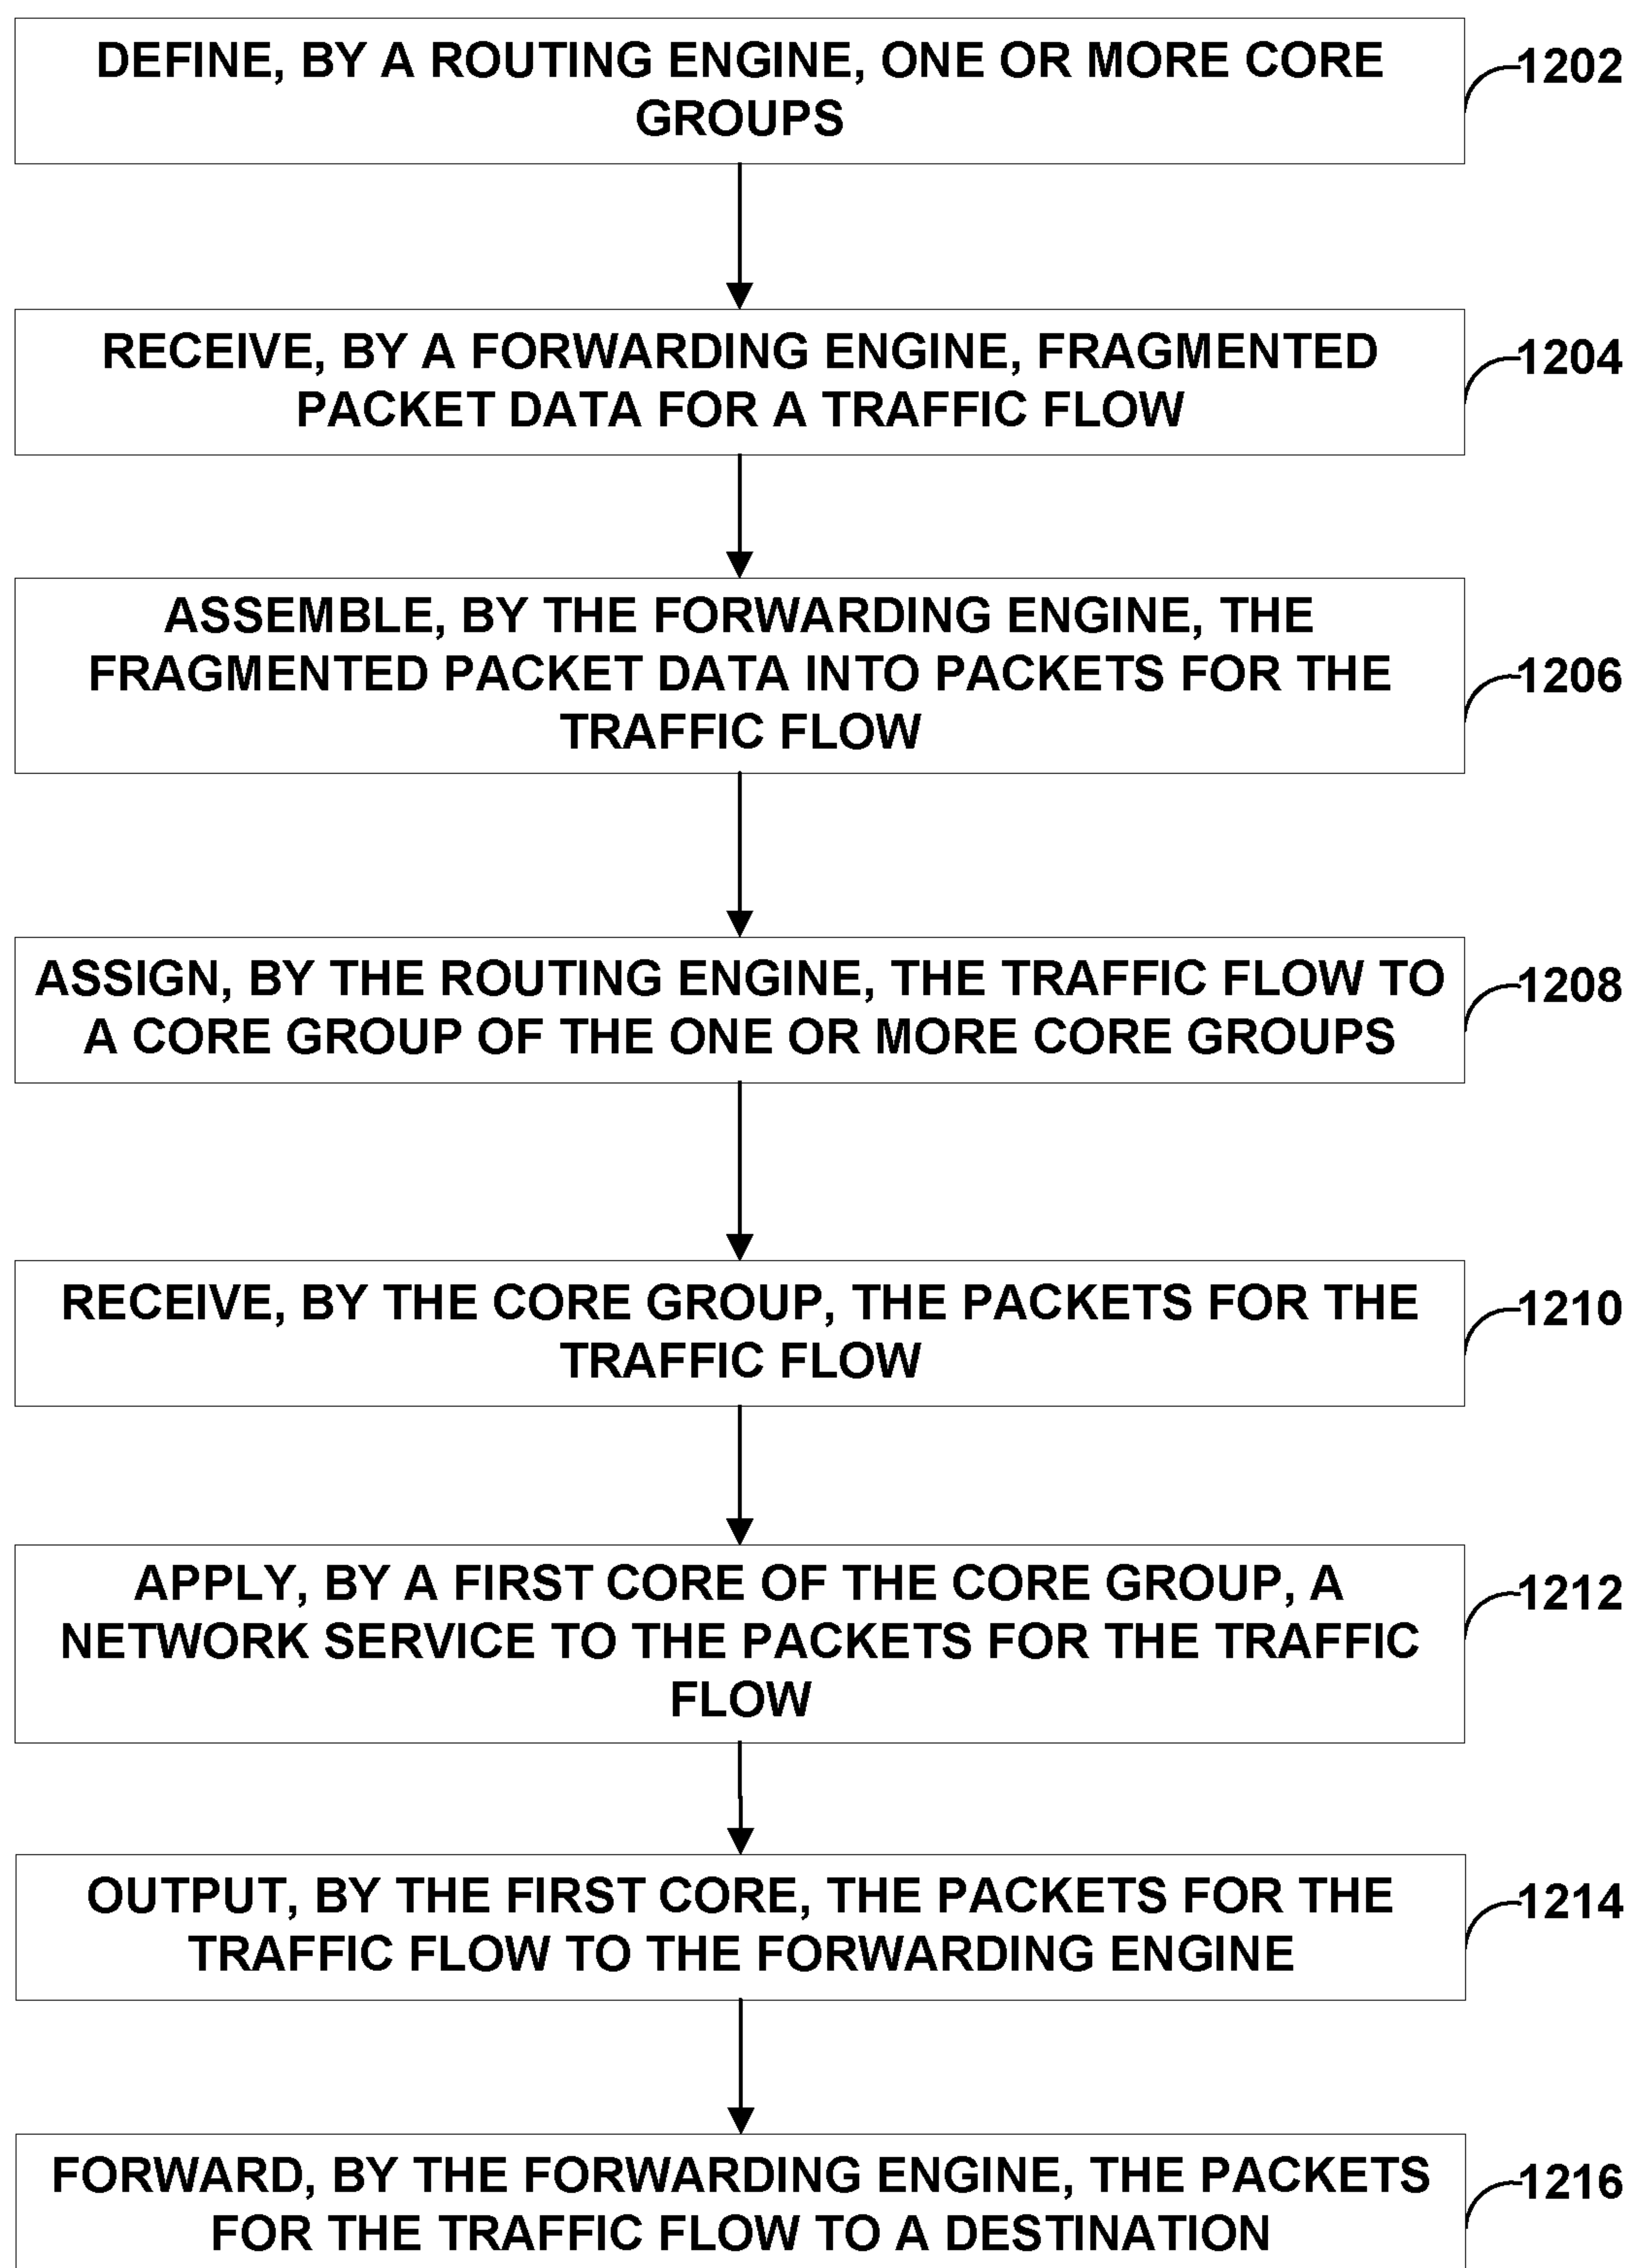 DEFINE, BY A ROUTING ENGINE, ONE OR MORE CORE
GROUPS
1202
RECEIVE, BY A FORWARDING ENGINE, FRAGMENTED
PACKET DATA FOR A TRAFFIC FLOW
1204
ASSEMBLE, BY THE FORWARDING ENGINE, THE
FRAGMENTED PACKET DATA INTO PACKETS FOR THE
TRAFFIC FLOW
1206
ASSIGN, BY THE ROUTING ENGINE, THE TRAFFIC FLOW TO
A CORE GROUP OF THE ONE OR MORE CORE GROUPS
1208
RECEIVE, BY THE CORE GROUP, THE PACKETS FOR THE
TRAFFIC FLOW
1210
APPLY, BY A FIRST CORE OF THE CORE GROUP, A
NETWORK SERVICE TO THE PACKETS FOR THE TRAFFIC
FLOW
1212
OUTPUT, BY THE FIRST CORE, THE PACKETS FOR THE
TRAFFIC FLOW TO THE FORWARDING ENGINE
1214
FORWARD, BY THE FORWARDING ENGINE, THE PACKETS
FOR THE TRAFFIC FLOW TO A DESTINATION
1216